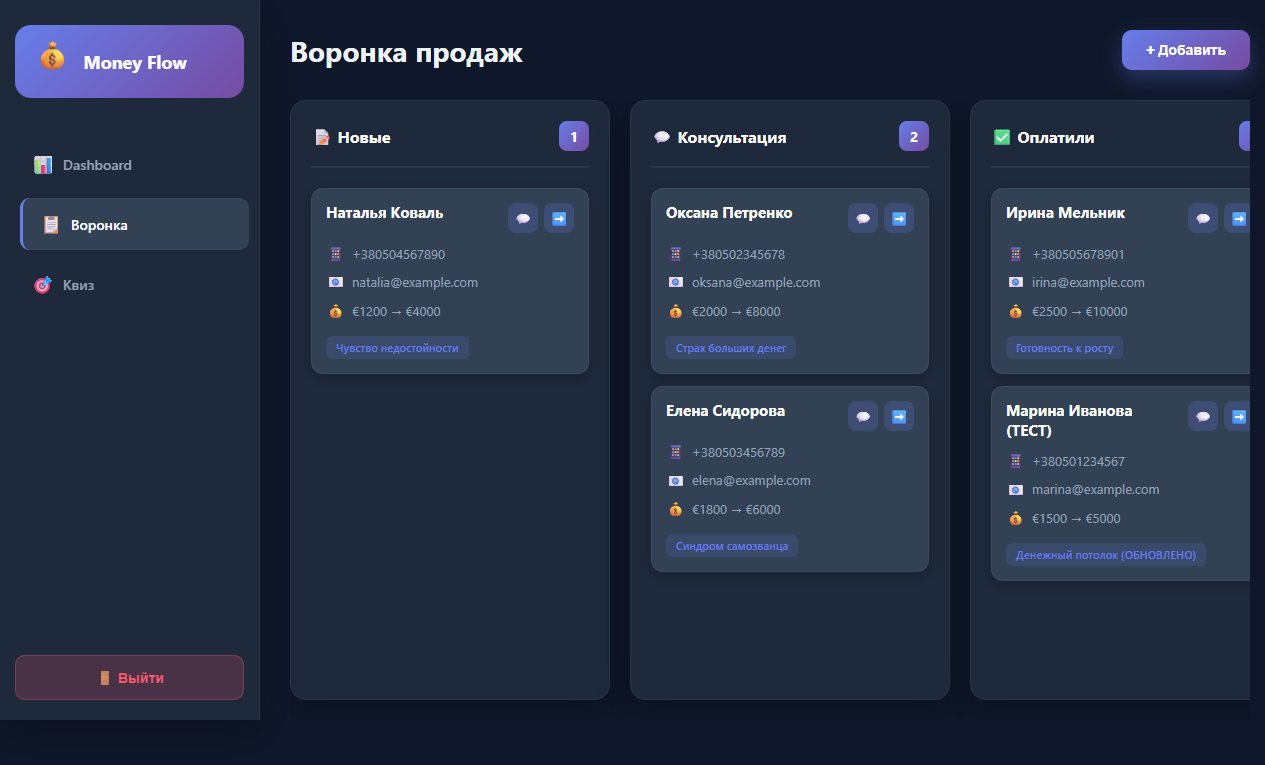 Money Flow
Dashboard
Воронка
Квиз
Выйти
Воронка продаж
+ Добавить
Новые
1
Наталья Коваль
+380504567890
natalia@example.com
€1200 → €4000
Чувство недостойности
Консультация
2
Оксана Петренко
+380502345678
oksana@example.com
€2000 → €8000
Страх больших денег
Елена Сидорова
+380503456789
elena@example.com
€1800 → €6000
Синдром самозванца
Оплатили
Ирина Мельник
+380505678901
irina@example.com
€2500 → €10000
Готовность к росту
Марина Иванова
(ТЕСТ)
+380501234567
marina@example.com
€1500 → €5000
Денежный потолок (ОБНОВЛЕНО)